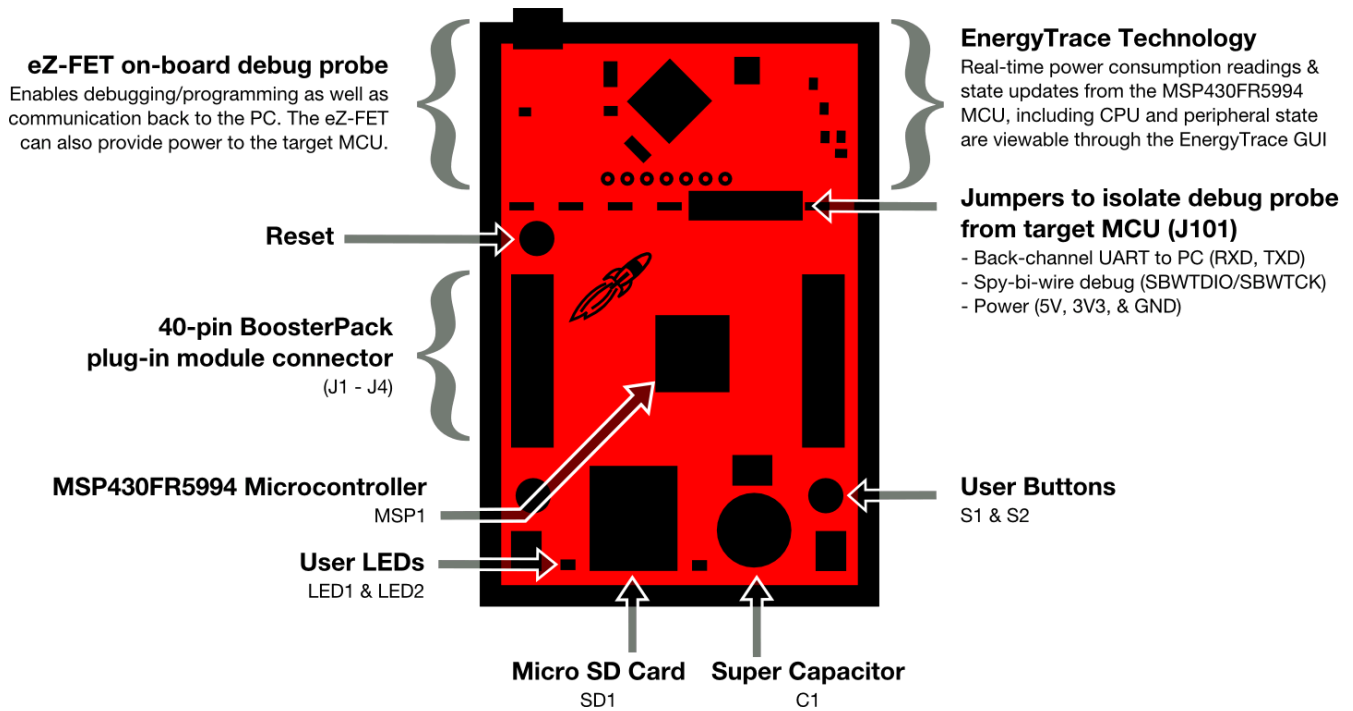 eZ-FET on-board debug probe
Enables debugging/programming as well as
communication back to the PC. The eZ-FET
can also provide power to the target MCU.
EnergyTrace Technology
Real-time power consumption readings &
state updates from the MSP430FR5994
MCU, including CPU and peripheral state
are viewable through the EnergyTrace GUI
Jumpers to isolate debug probe
from target MCU (J101)
- Back-channel UART to PC (RXD, TXD)
- Spy-bi-wire debug (SBWTDIO/SBWTCK)
- Power (5V, 3V3, & GND)
Reset
40-pin BoosterPack
plug-in module connector
(J1 - J4)
MSP430FR5994 Microcontroller
MSP1
User Buttons
S1 & S2
User LEDs
LED1 & LED2
Micro SD Card
SD1
Super Capacitor
C1